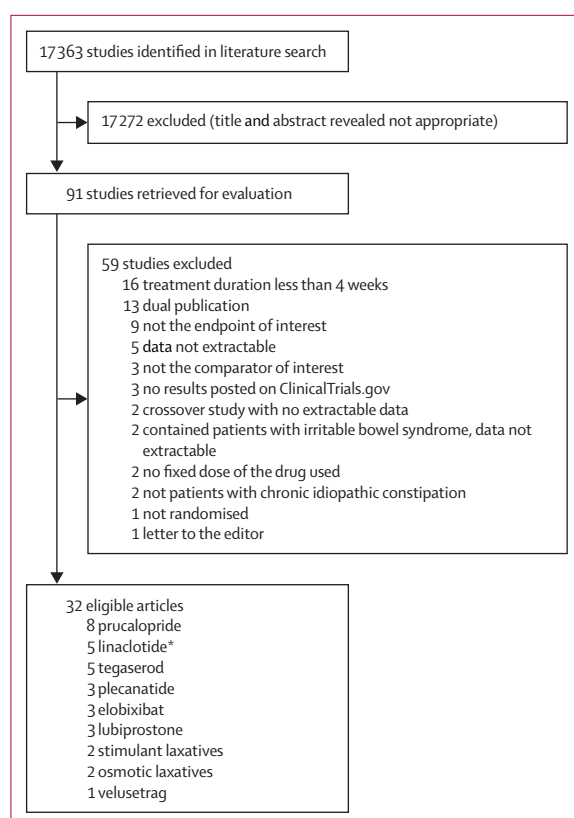 17363 studies identified in literature search
17272 excluded (title and abstract revealed not appropriate)
91 studies retrieved for evaluation
59 studies excluded
16 treatment duration less than 4 weeks
13 dual publication
9 not the endpoint of interest
5 data not extractable
3 not the comparator of interest
3 no results posted on ClinicalTrials.gov
2 crossover study with no extractable data
2 contained patients with irritable bowel syndrome, data not
extractable
2 no fixed dose of the drug used
2 not patients with chronic idiopathic constipation
1 not randomised
1 letter to the editor
32 eligible articles
8 prucalopride
5 linaclotide*
5 tegaserod
3 plecanatide
3 elobixibat
3 lubiprostone
2 stimulant laxatives
2 osmotic laxatives
1 velusetrag